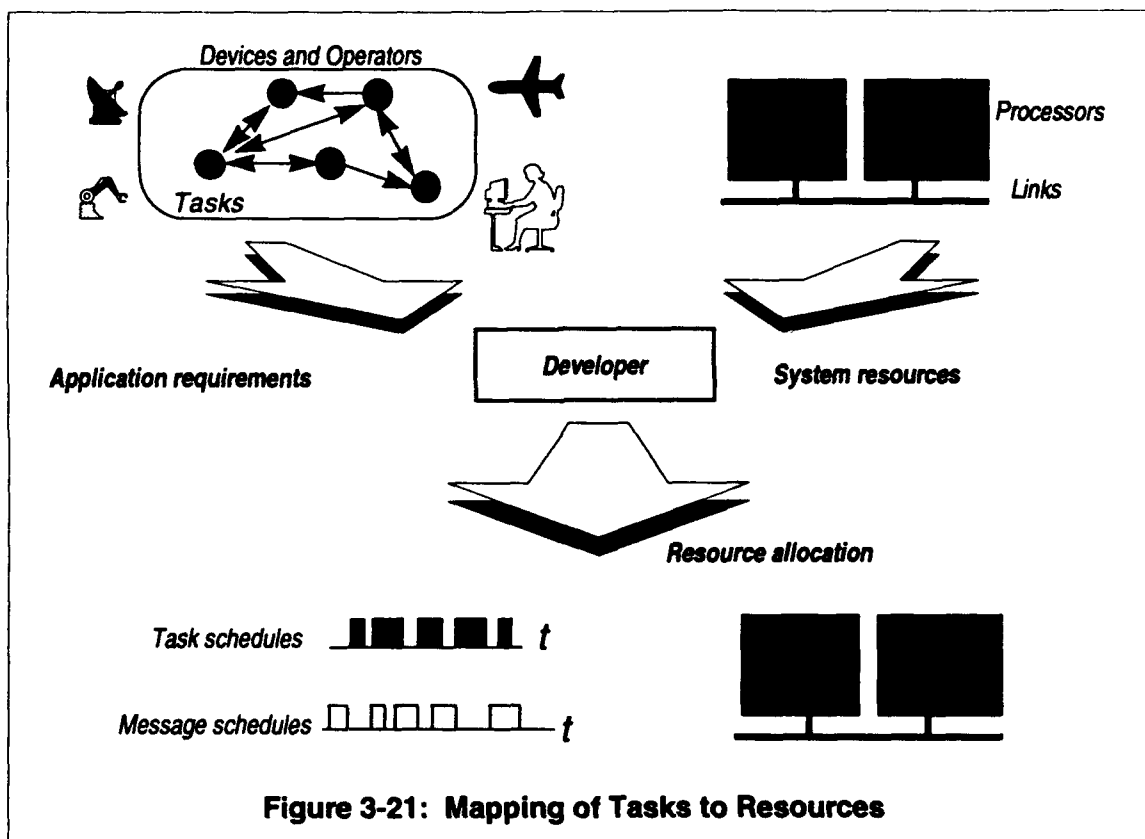 Devices and Operators
Tasks
Processors
Links
Application requirements
Developer
System resources
Resource allocation
Task schedules
t
Message schedules
t
Figure 3-21: Mapping of Tasks to Resources